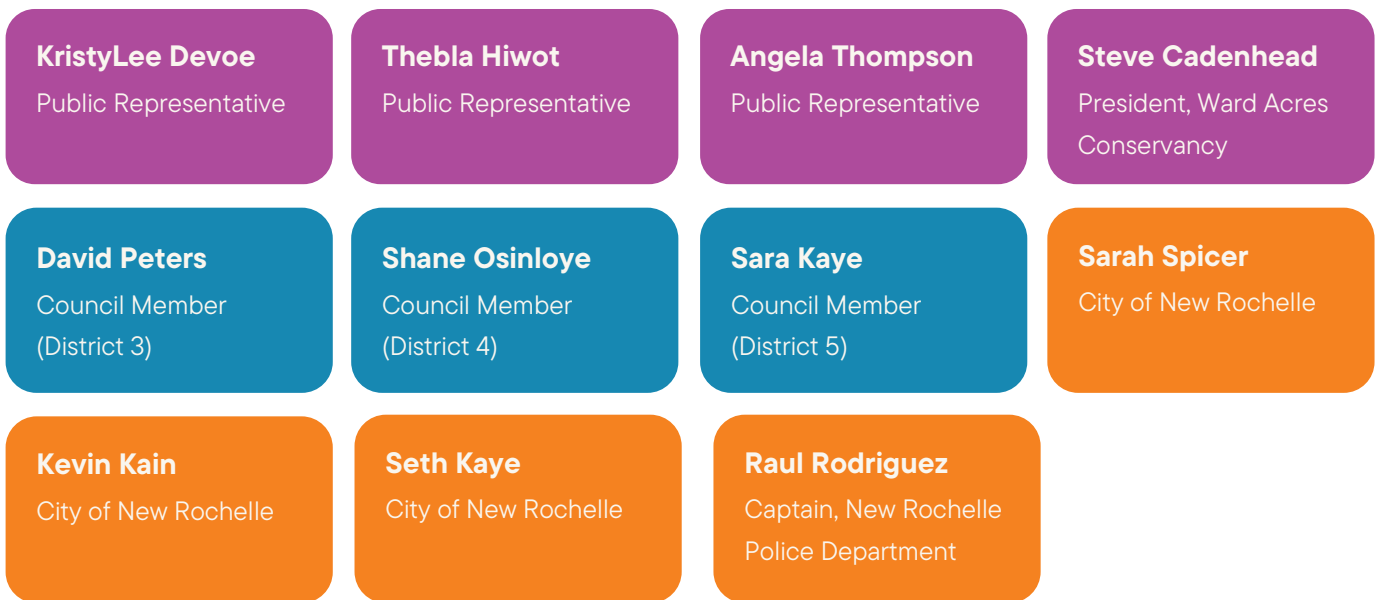 KristyLee Devoe
Public Representative
Thebla Hiwot
Public Representative
Angela Thompson
Public Representative
Steve Cadenhead
President, Ward Acres
Conservancy
David Peters
Council Member
(District 3)
Shane Osinloye
Council Member
(District 4)
Sara Kaye
Council Member
(District 5)
Sarah Spicer
City of New Rochelle
Kevin Kain
City of New Rochelle
Seth Kaye
City of New Rochelle
Raul Rodriguez
Captain, New Rochelle
Police Department